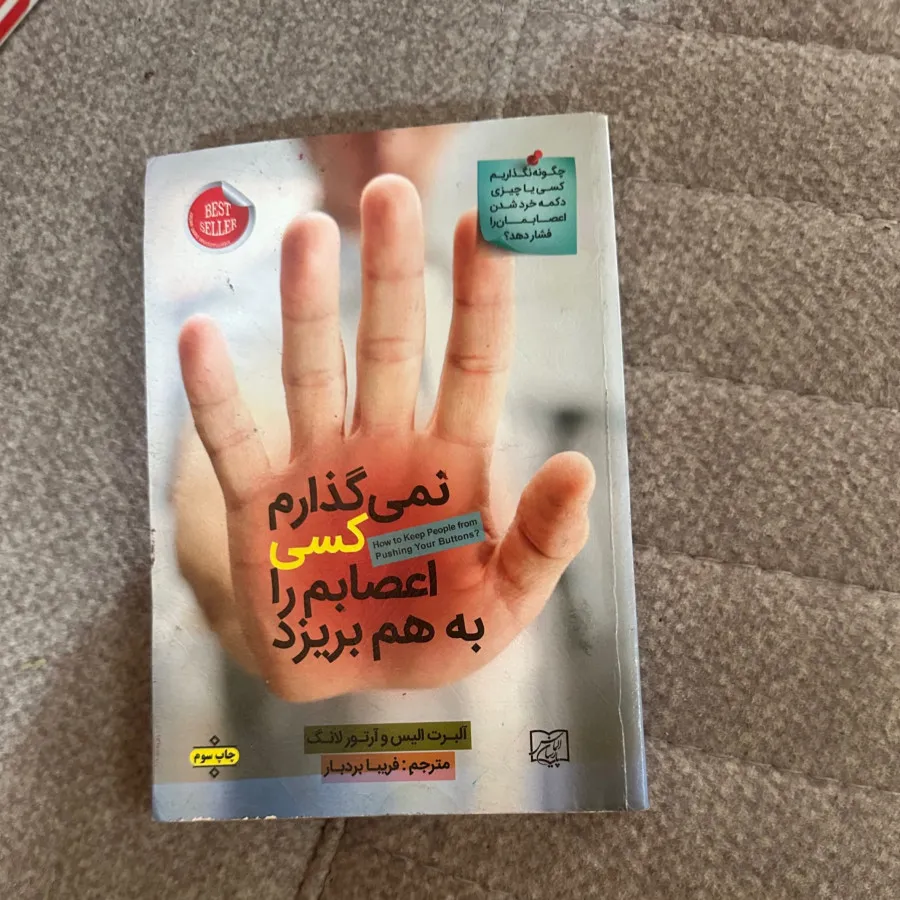 چگونه نگذاریم
کسی یا چیزی
دکمه خرد شدن
اعصابمان را
فشار دهد؟
BEST
SELLER
نمی‌گذارم
کسی
How to Keep People from
Pushing Your Buttons?
اعصابم را
به هم بریزد
آلبرت الیس و آرتور لانگ
مترجم: فریبا بردبار
چاپ سوم